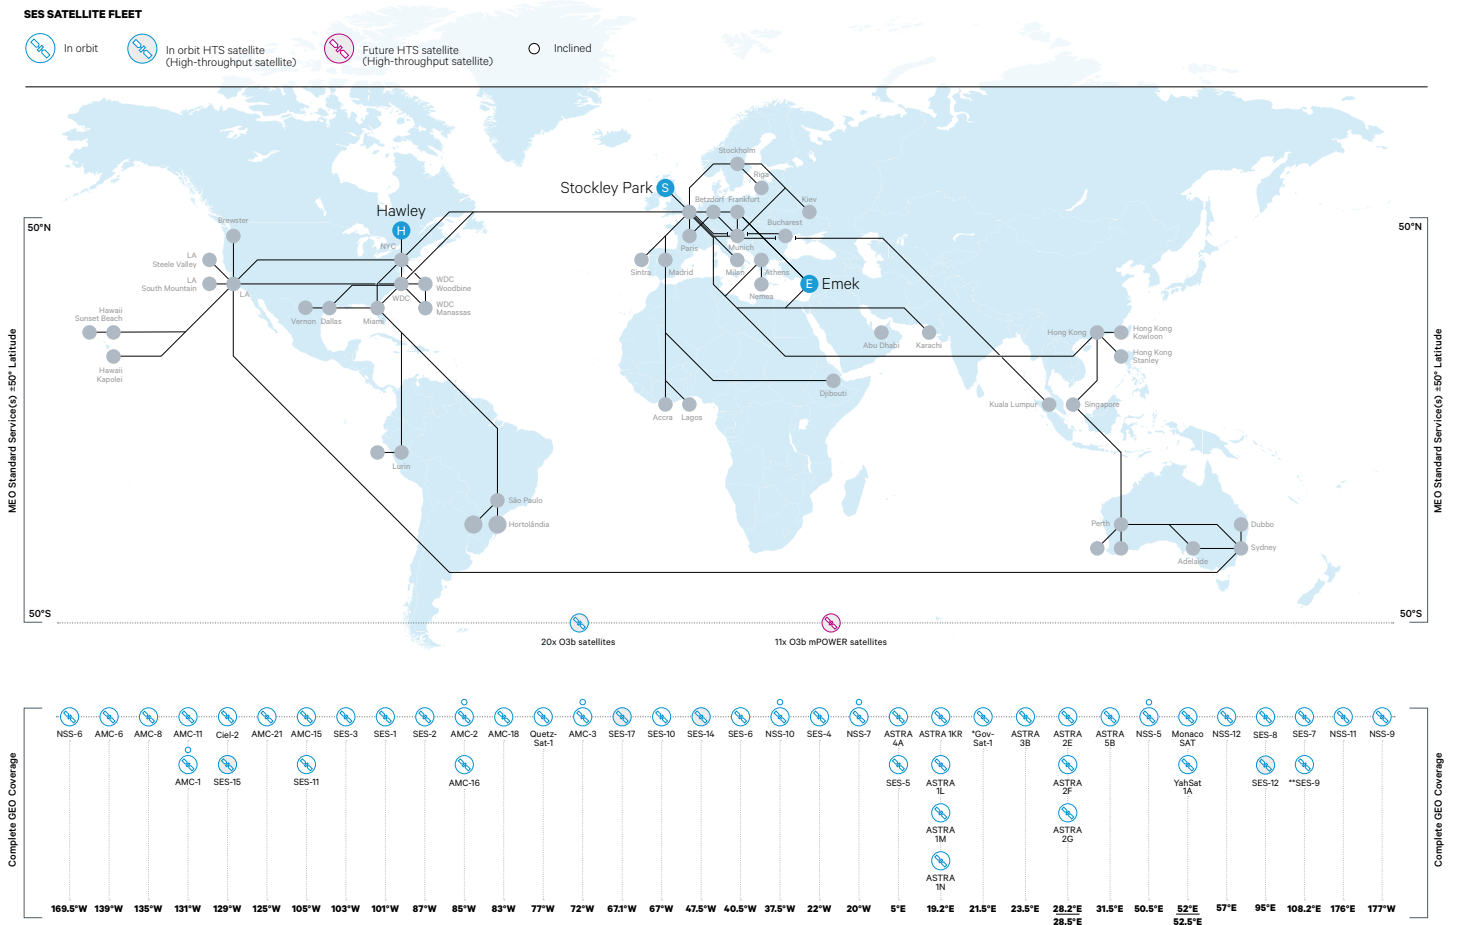 SES SATELLITE FLEET
In orbit
In orbit HTS satellite
(High-throughput satellite)
Future HTS satellite
(High-throughput satellite)
Inclined
50°N
50°N
MEO Standard Service(s) ±50° Latitude
MEO Standard Service(s) ±50° Latitude
Stockholm
Riga
Stockley Park
S
Betzdorf
Frankfurt
Kiev
Hawley
H
Brewster
Bucharest
NYC
Paris
Munich
LA
Steele Valley
Sintra
Madrid
Milan
Athens
LA
South Mountain
LA
WDC
WDC
Woodbine
Nemea
E
Emek
Hawaii
Sunset Beach
Vernon
Dallas
Miami
WDC
Manassas
Abu Dhabi
Karachi
Hong Kong
Hong Kong
Kowloon
Hong Kong
Stanley
Hawaii
Kapolei
Djibouti
Accra
Lagos
Kuala Lumpur
Singapore
Lurin
São Paulo
Hortolândia
Perth
Dubbo
Adelaide
Sydney
50°S
50°S
20x O3b satellites
11x O3b mPOWER satellites
Complete GEO Coverage
Complete GEO Coverage
NSS-6
AMC-6
AMC-8
AMC-11
Ciel-2
AMC-21
AMC-15
SES-3
SES-1
SES-2
AMC-2
AMC-18
Quetz-
Sat-1
AMC-3
SES-17
SES-10
SES-14
SES-6
NSS-10
SES-4
NSS-7
ASTRA
4A
ASTRA 1KR
*Gov-
Sat-1
ASTRA
3B
ASTRA
2E
ASTRA
5B
NSS-5
Monaco
SAT
NSS-12
SES-8
SES-7
NSS-11
NSS-9
AMC-1
SES-15
SES-11
AMC-16
SES-5
ASTRA
1L
ASTRA
2F
YahSat
1A
SES-12
**SES-9
ASTRA
1M
ASTRA
2G
ASTRA
1N
169.5°W
139°W
135°W
131°W
129°W
125°W
105°W
103°W
101°W
87°W
85°W
83°W
77°W
72°W
67.1°W
67°W
47.5°W
40.5°W
37.5°W
22°W
20°W
5°E
19.2°E
21.5°E
23.5°E
28.2°E
28.5°E
31.5°E
50.5°E
52°E
52.5°E
57°E
95°E
108.2°E
176°E
177°W